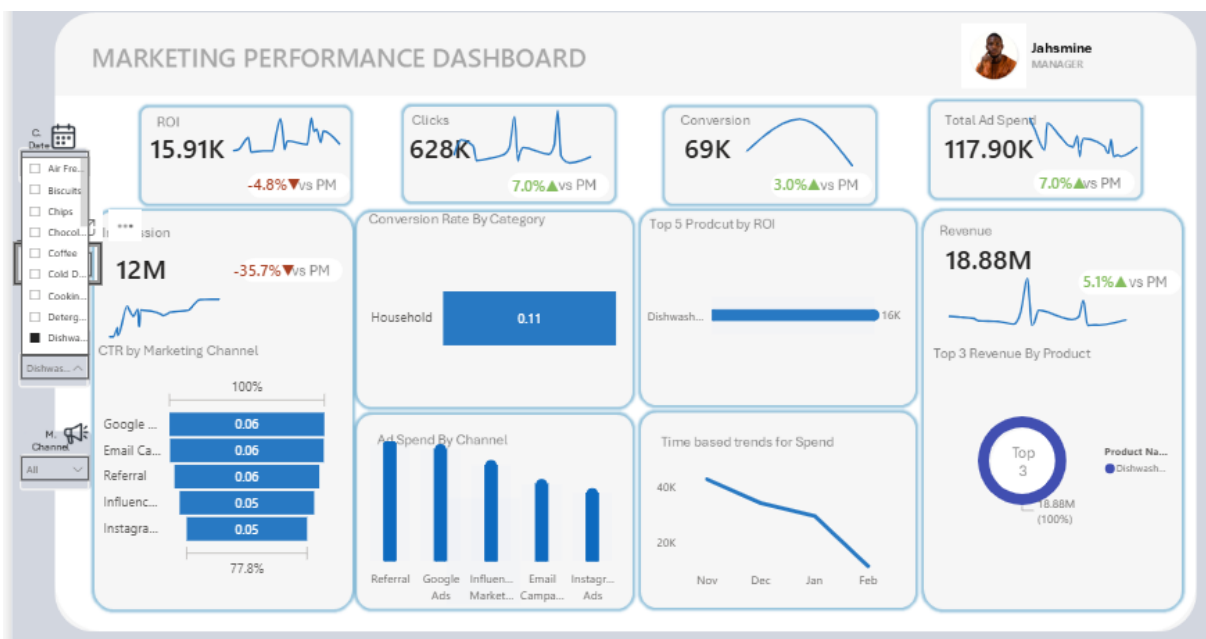 MARKETING PERFORMANCE DASHBOARD
Jahsmine
MANAGER
C.
Date
Air Fre...
Biscuits
Chips
Chocol...
Coffee
Cold D...
Cookin...
Deterg...
Dishwa...
Dishwas...
M.
Channel
All
ROI
15.91K
-4.8%▼vs PM
Clicks
628K
7.0%▲vs PM
Conversion
69K
3.0%▲vs PM
Total Ad Spend
117.90K
7.0%▲vs PM
...
12M
-35.7%▼vs PM
CTR by Marketing Channel
100%
Google ... 0.06
Email Ca... 0.06
Referral 0.06
Influenc... 0.05
Instagra... 0.05
77.8%
Conversion Rate By Category
Household 0.11
Top 5 Prodcut by ROI
Dishwash... 16K
Ad Spend By Channel
Referral Google Influen... Email Instagr...
Ads Market... Campa... Ads
Time based trends for Spend
40K
20K
Nov Dec Jan Feb
Revenue
18.88M
5.1%▲ vs PM
Top 3 Revenue By Product
Top
3
Product Na...
Dishwash...
18.88M
(100%)